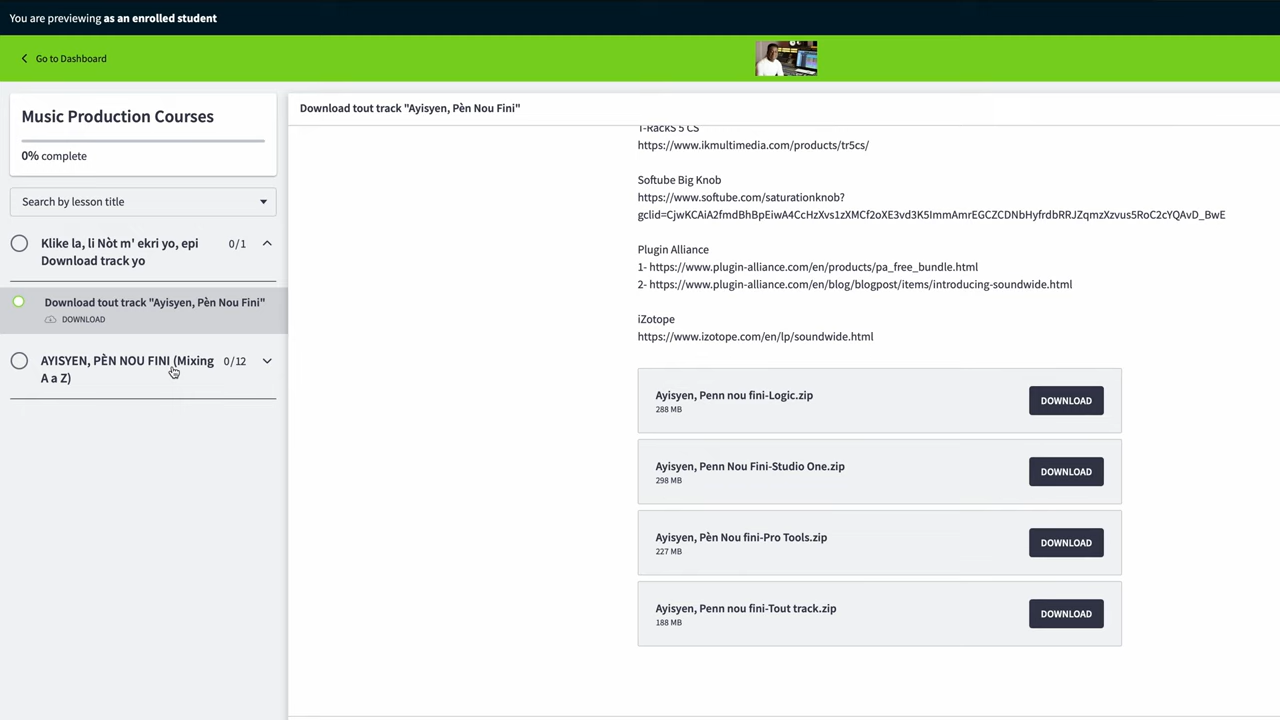 You are previewing as an enrolled student
Go to Dashboard
Music Production Courses
0% complete
Search by lesson title
Klike la, li Nòt m' ekri yo, epi 0/1
Download track yo
Download tout track "Ayisyen, Pèn Nou Fini"
DOWNLOAD
AYISYEN, PÈN NOU FINI (Mixing 0/12
A a Z)
Download tout track "Ayisyen, Pèn Nou Fini"
T-RackS 5 CS
https://www.ikmultimedia.com/products/tr5cs/
Softube Big Knob
https://www.softube.com/saturationknob?
gclid=CjwKCAiA2fmdBhBpEiwA4CcHzXvs1zXMCf2oXE3vd3K5ImmAmrEGCZCDNbHyfrdbRRJZqmzXzvus5RoC2cYQAvD_BwE
Plugin Alliance
1- https://www.plugin-alliance.com/en/products/pa_free_bundle.html
2- https://www.plugin-alliance.com/en/blog/blogpost/items/introducing-soundwide.html
iZotope
https://www.izotope.com/en/lp/soundwide.html
Ayisyen, Penn nou fini-Logic.zip
288 MB
DOWNLOAD
Ayisyen, Penn Nou Fini-Studio One.zip
298 MB
DOWNLOAD
Ayisyen, Pèn Nou fini-Pro Tools.zip
227 MB
DOWNLOAD
Ayisyen, Penn nou fini-Tout track.zip
188 MB
DOWNLOAD